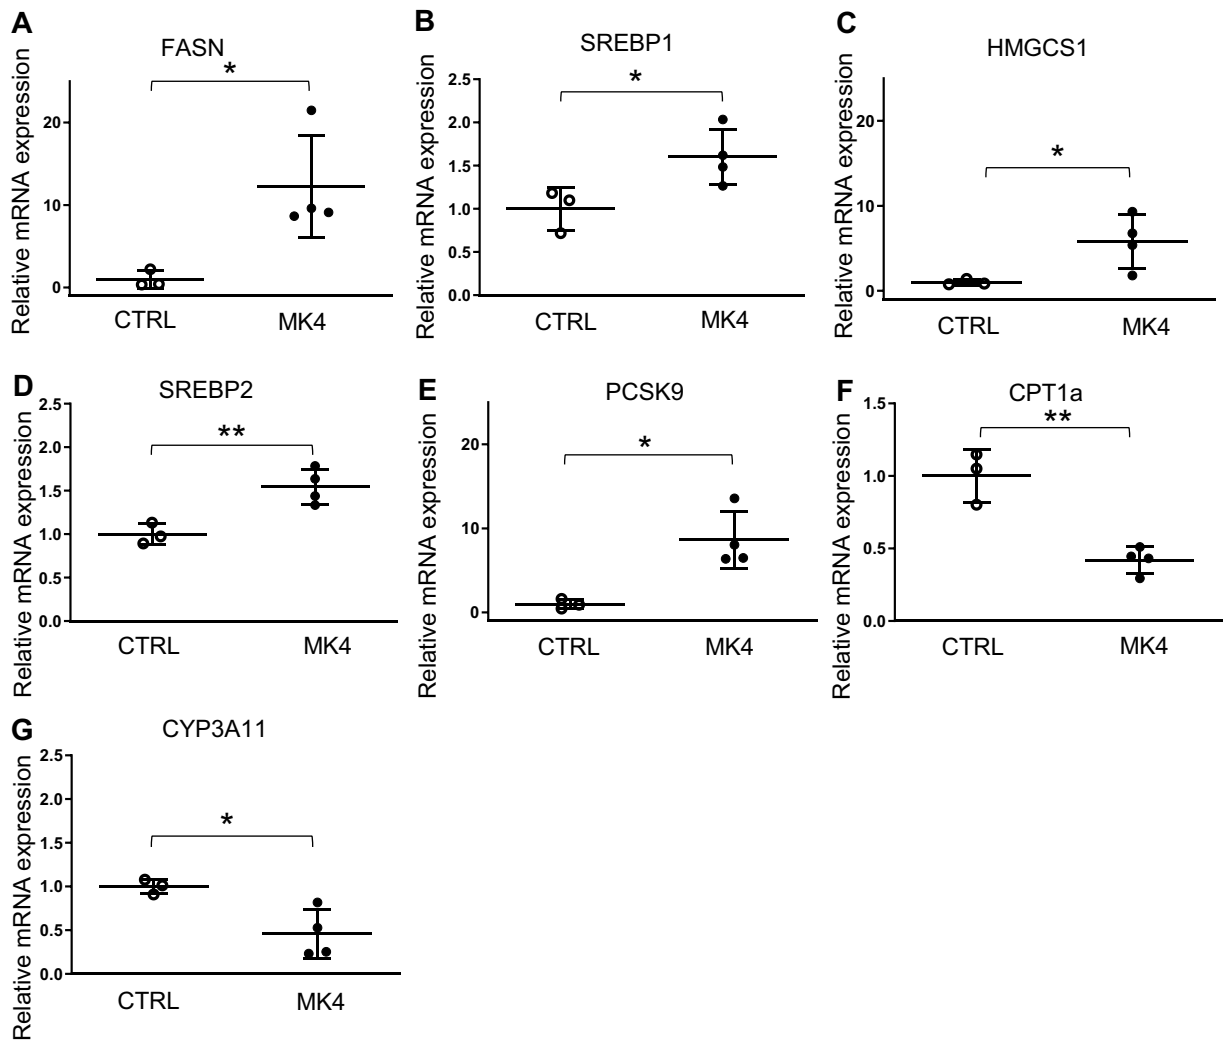 A
FASN
*
Relative mRNA expression
20
10
0
CTRL
MK4
B
SREBP1
*
Relative mRNA expression
2.5
2.0
1.5
1.0
0.5
0.0
CTRL
MK4
C
HMGCS1
*
Relative mRNA expression
20
10
0
CTRL
MK4
D
SREBP2
**
Relative mRNA expression
2.5
2.0
1.5
1.0
0.5
0.0
CTRL
MK4
E
PCSK9
*
Relative mRNA expression
20
10
0
CTRL
MK4
F
CPT1a
**
Relative mRNA expression
1.5
1.0
0.5
0.0
CTRL
MK4
G
CYP3A11
*
Relative mRNA expression
2.5
2.0
1.5
1.0
0.5
0.0
CTRL
MK4